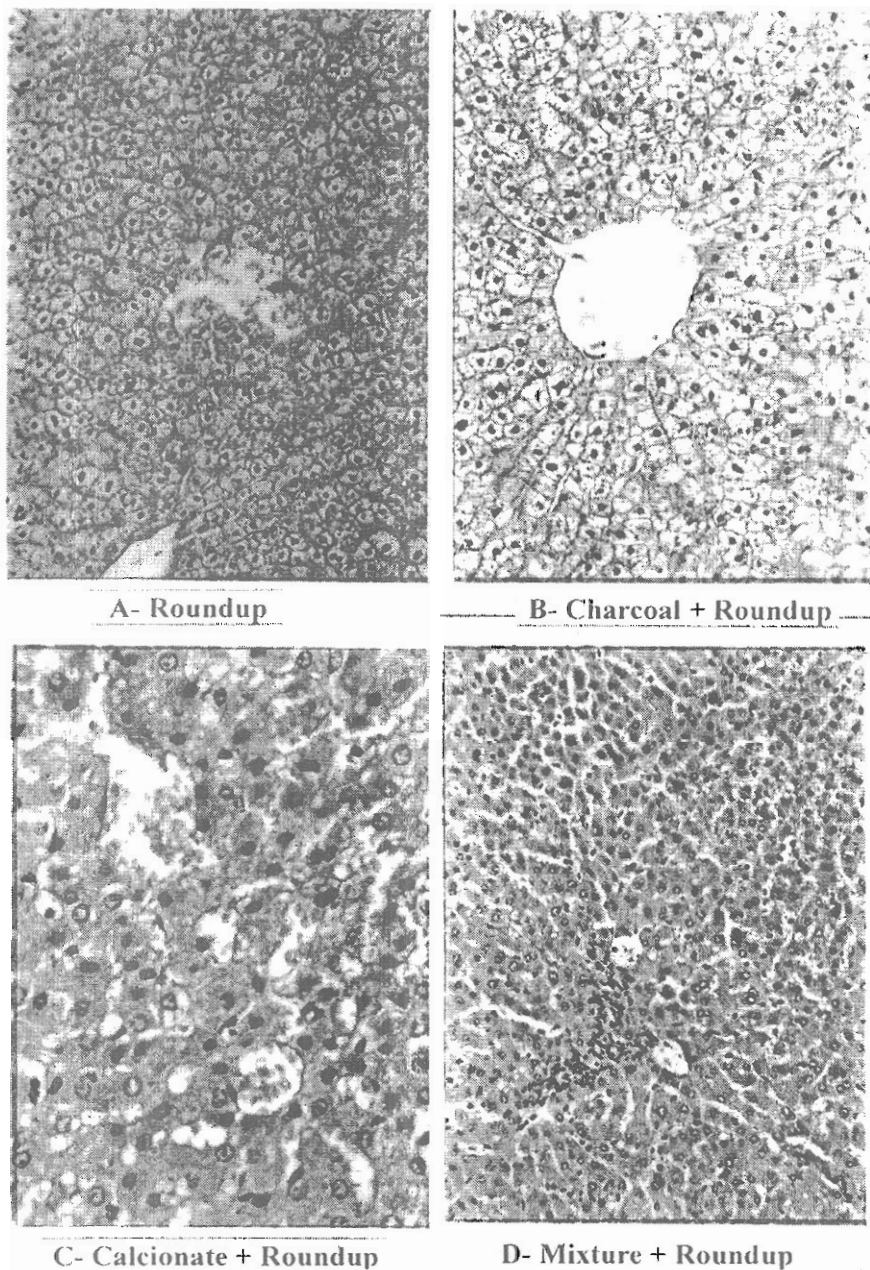 A- Roundup
B- Charcoal + Roundup
C- Calcionate + Roundup
D- Mixture + Roundup